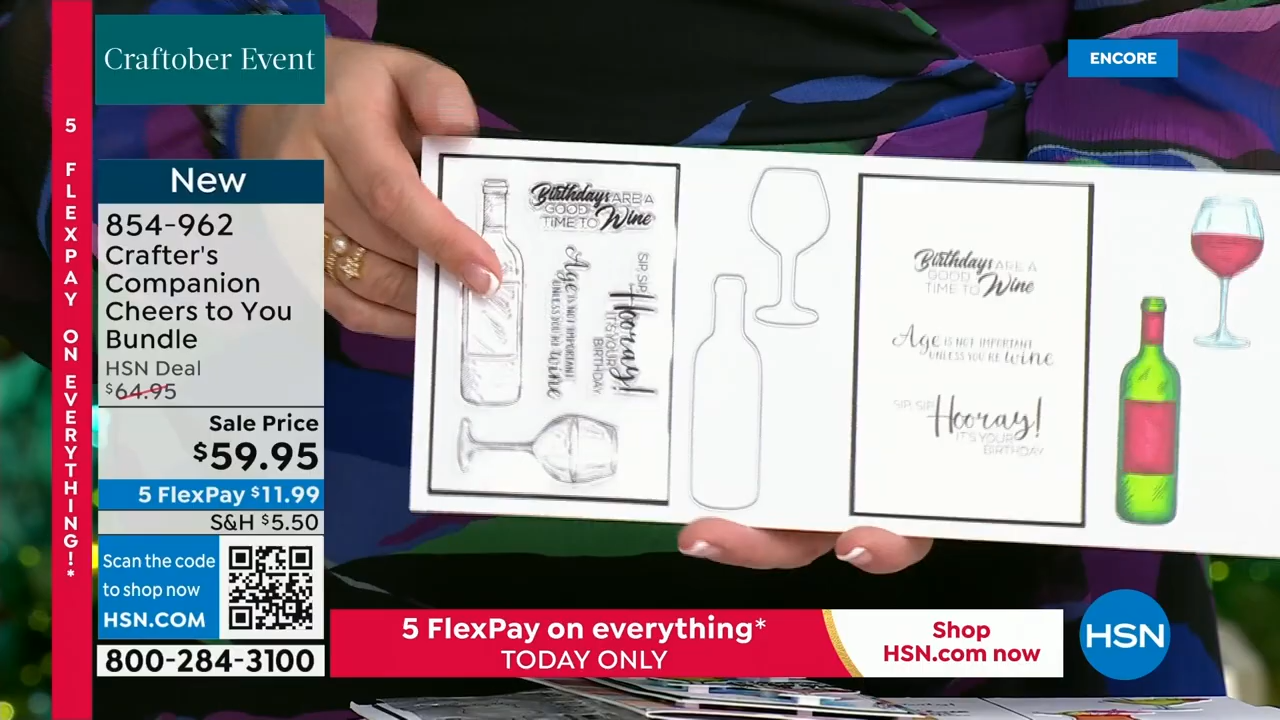 Craftober Event
ENCORE
5 FLEXPAY ON EVERYTHING!*
New
854-962
Crafter's
Companion
Cheers to You
Bundle
HSN Deal
$64.95
Sale Price
$59.95
5 FlexPay $11.99
S&H $5.50
Scan the code
to shop now
HSN.COM
800-284-3100
Birthdays ARE A
GOOD
TIME TO Wine
Age IS NOT IMPORTANT
UNLESS YOU'RE wine
SIP, SIP,
Hooray!
IT'S YOUR
BIRTHDAY
Birthdays ARE A
GOOD
TIME TO Wine
Age IS NOT IMPORTANT
UNLESS YOU'RE wine
SIP, SIP,
Hooray!
IT'S YOUR
BIRTHDAY
5 FlexPay on everything*
TODAY ONLY
Shop
HSN.com now
HSN